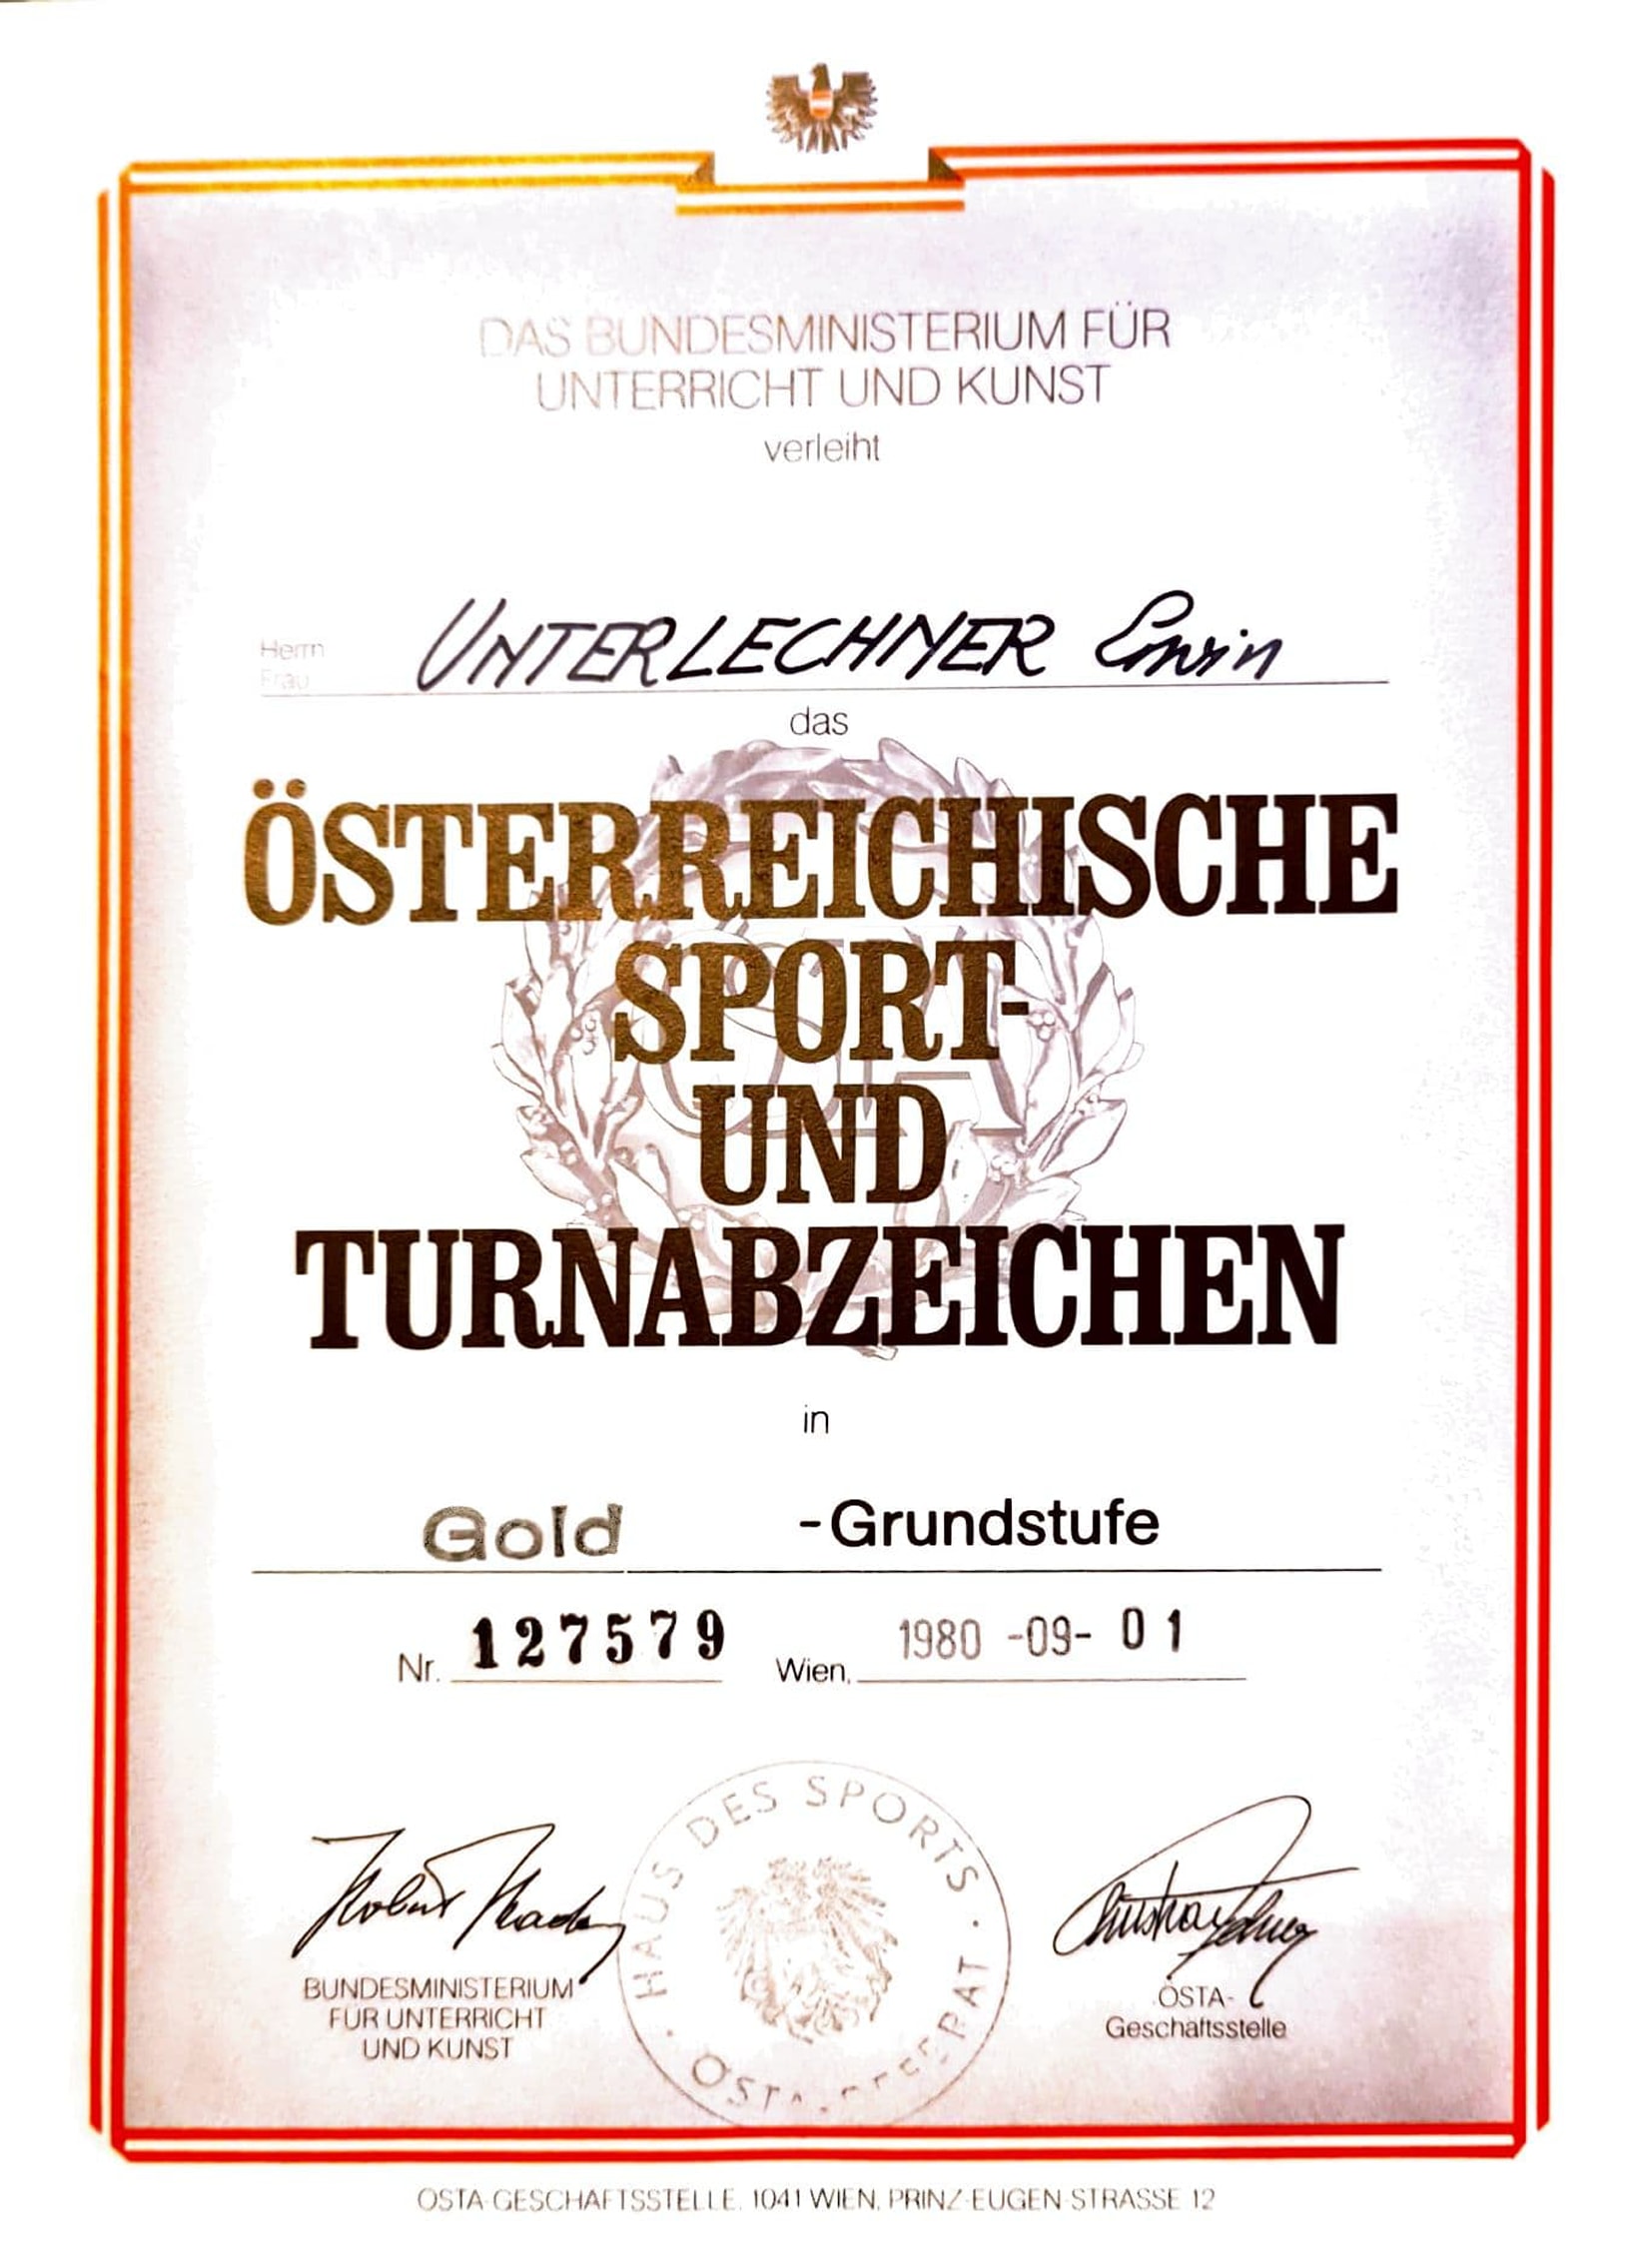 DAS BUNDESMINISTERIUM FÜR
UNTERRICHT UND KUNST
verleiht
Herrn
Frau
UNTERLECHNER Erwin
das
ÖSTERREICHISCHE
SPORT-
UND
TURNABZEICHEN
in
Gold -Grundstufe
Nr. 127579 Wien, 1980 -09- 01
HAUS DES SPORTS
BUNDESMINISTERIUM
FÜR UNTERRICHT
UND KUNST
ÖSTA-
Geschäftsstelle
ÖSTA-GESCHÄFTSSTELLE, 1041 WIEN, PRINZ-EUGEN-STRASSE 12